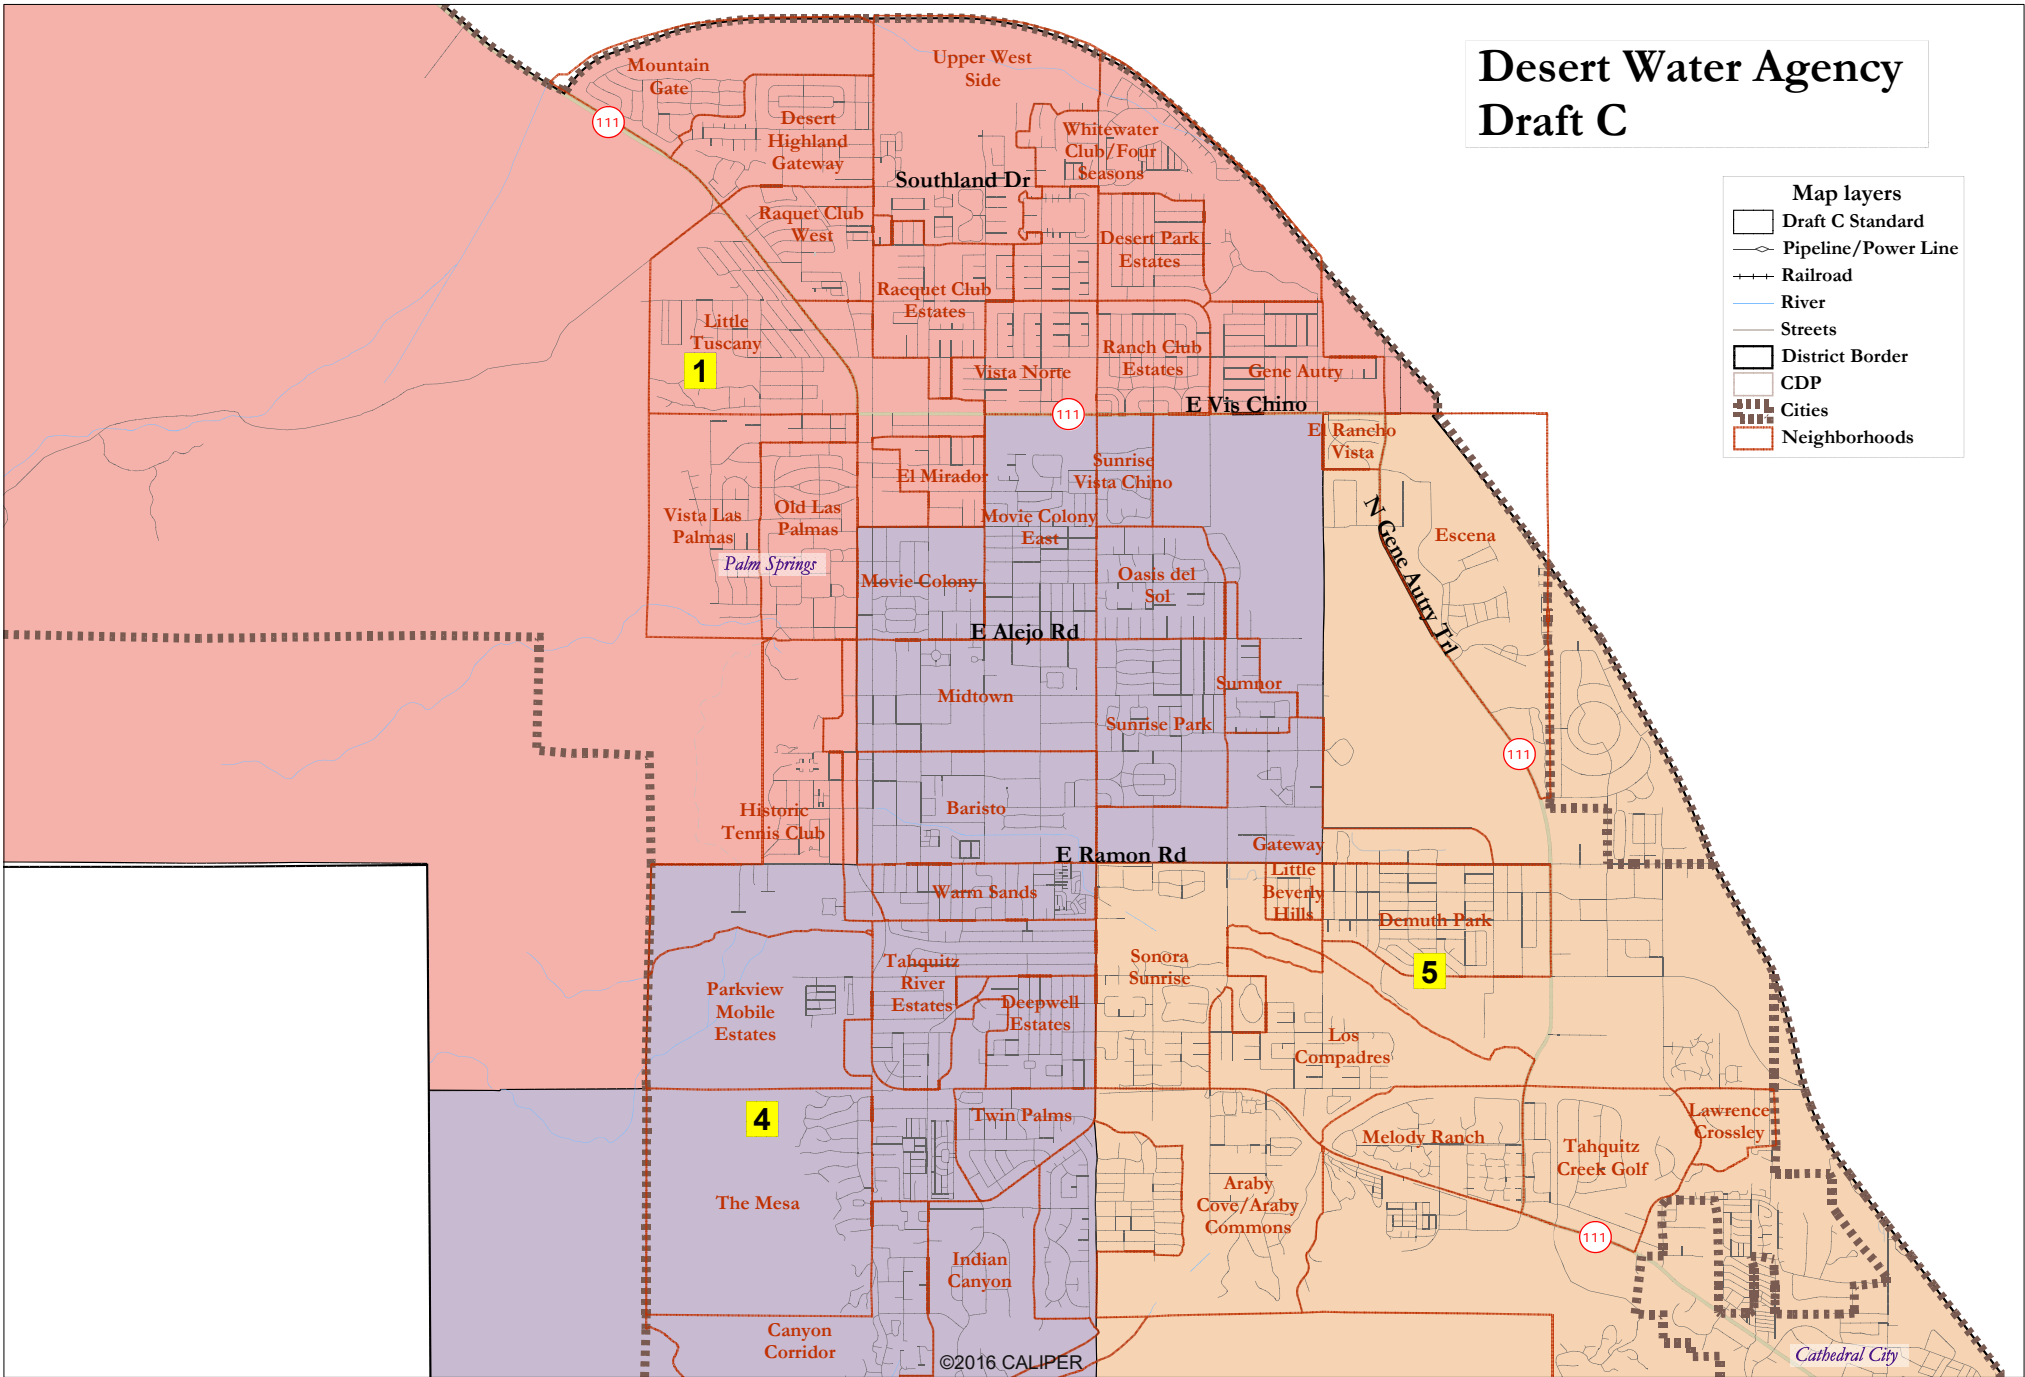 Desert Water Agency
Draft C
Map layers
Draft C Standard
Pipeline/Power Line
Railroad
River
Streets
District Border
CDP
Cities
Neighborhoods
Mountain
Gate
Upper West
Side
111
Desert
Highland
Gateway
Whitewater
Club/Four
Seasons
Southland Dr
Raquet Club
West
Desert Park
Estates
Racquet Club
Estates
Little
Tuscany
1
Vista Norte
Ranch Club
Estates
Gene Autry
E Vis Chino
111
El Rancho
Vista
El Mirador
Sunrise
Vista Chino
Vista Las
Palmas
Old Las
Palmas
Movie Colony
East
N Gene Autry Trl
Escena
Palm Springs
Movie Colony
Oasis del
Sol
E Alejo Rd
Midtown
Sumnor
Sunrise Park
111
Historic
Tennis Club
Baristo
Gateway
E Ramon Rd
Little
Beverly
Hills
Warm Sands
Demuth Park
Tahquitz
River
Estates
Sonora
Sunrise
5
Parkview
Mobile
Estates
Deepwell
Estates
Los
Compadres
4
Twin Palms
Melody Ranch
Lawrence
Crossley
Tahquitz
Creek Golf
The Mesa
Araby
Cove/Araby
Commons
111
Indian
Canyon
Canyon
Corridor
©2016 CALIPER
Cathedral City